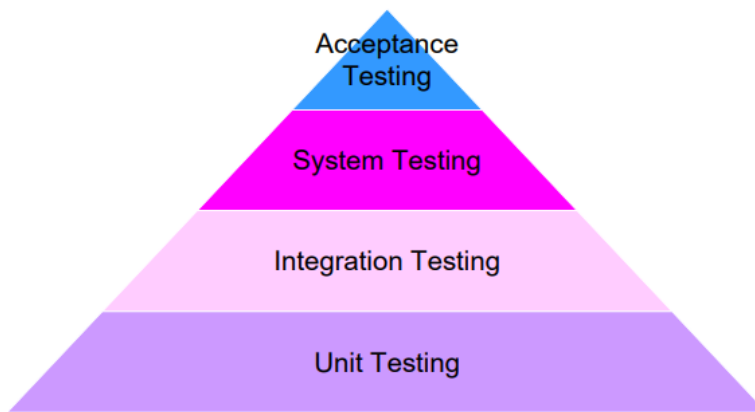 Acceptance
Testing
System Testing
Integration Testing
Unit Testing